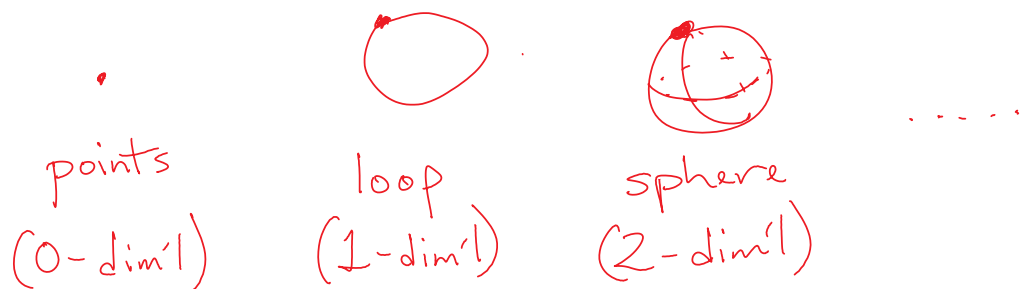 points loop sphere .....
(0-dim'l) (1-dim'l) (2-dim'l)